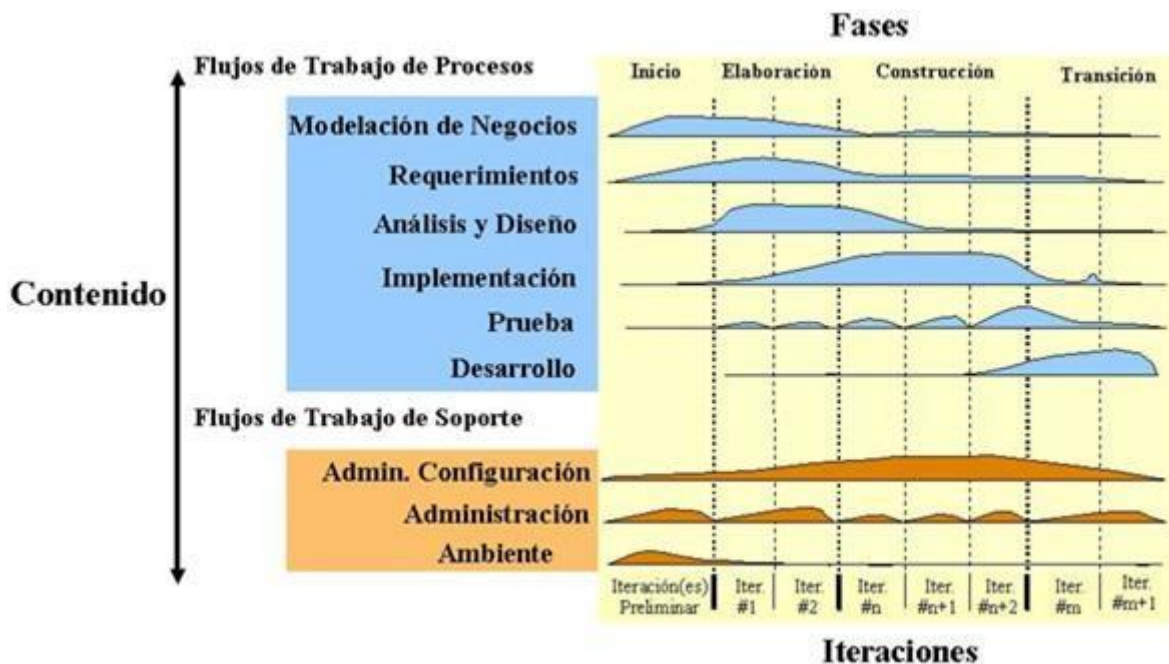 Fases
Flujos de Trabajo de Procesos
Inicio Elaboración Construcción Transición
Modelación de Negocios
Requerimientos
Análisis y Diseño
Implementación
Contenido
Prueba
Desarrollo
Flujos de Trabajo de Soporte
Admin. Configuración
Administración
Ambiente
Iteración(es) Iter. Iter. Iter. Iter. Iter. Iter. Iter.
Preliminar #1 #2 #n #n+1 #n+2 #m #m+1
Iteraciones